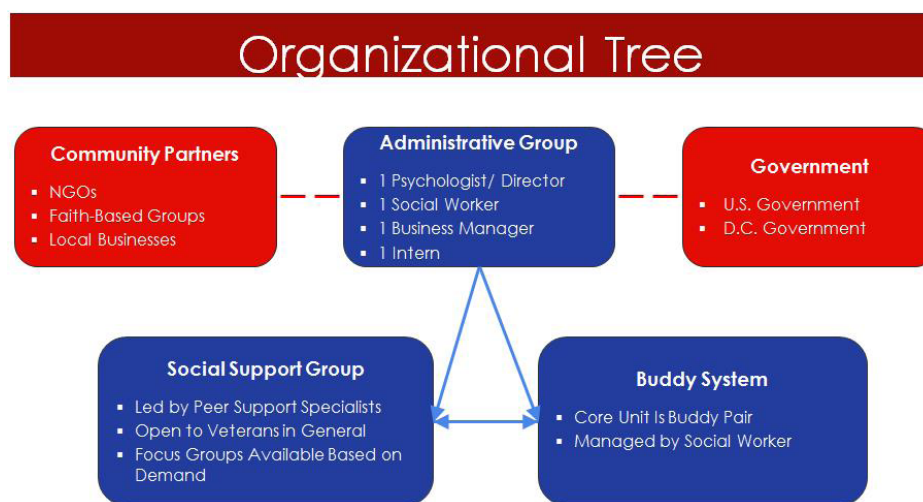 Organizational Tree
Community Partners
▪ NGOs
▪ Faith-Based Groups
▪ Local Businesses
Administrative Group
▪ 1 Psychologist/ Director
▪ 1 Social Worker
▪ 1 Business Manager
▪ 1 Intern
Government
▪ U.S. Government
▪ D.C. Government
Social Support Group
▪ Led by Peer Support Specialists
▪ Open to Veterans in General
▪ Focus Groups Available Based on
Demand
Buddy System
▪ Core Unit Is Buddy Pair
▪ Managed by Social Worker